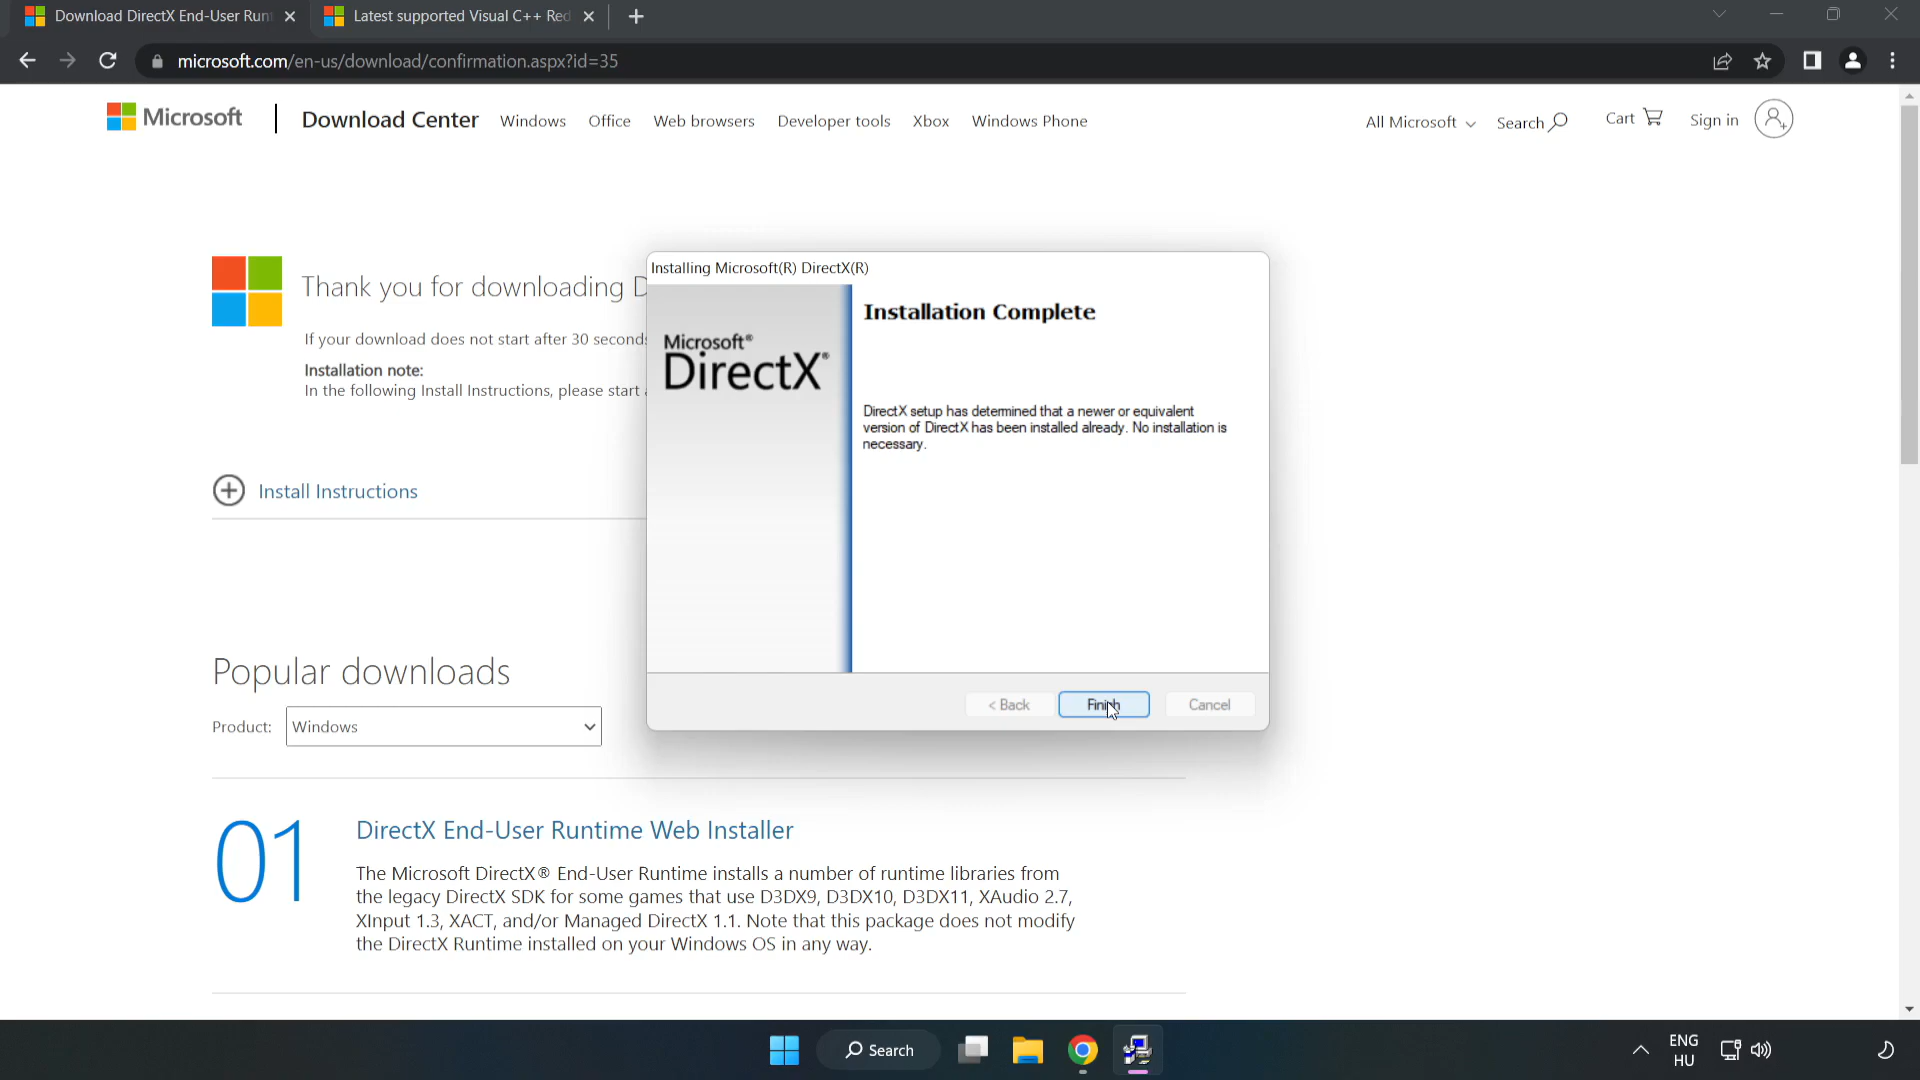 Download DirectX End-User Runt
Latest supported Visual C++ Red
microsoft.com/en-us/download/confirmation.aspx?id=35
Microsoft
Download Center
Windows
Office
Web browsers
Developer tools
Xbox
Windows Phone
All Microsoft
Search
Cart
Sign in
Thank you for downloading D
If your download does not start after 30 seconds
Installation note:
In the following Install Instructions, please start a
Install Instructions
Installing Microsoft(R) DirectX(R)
Microsoft®
DirectX®
Installation Complete
DirectX setup has determined that a newer or equivalent
version of DirectX has been installed already. No installation is
necessary.
< Back
Finish
Cancel
Popular downloads
Product:
Windows
01
DirectX End-User Runtime Web Installer
The Microsoft DirectX® End-User Runtime installs a number of runtime libraries from
the legacy DirectX SDK for some games that use D3DX9, D3DX10, D3DX11, XAudio 2.7,
XInput 1.3, XACT, and/or Managed DirectX 1.1. Note that this package does not modify
the DirectX Runtime installed on your Windows OS in any way.
Search
ENG
HU